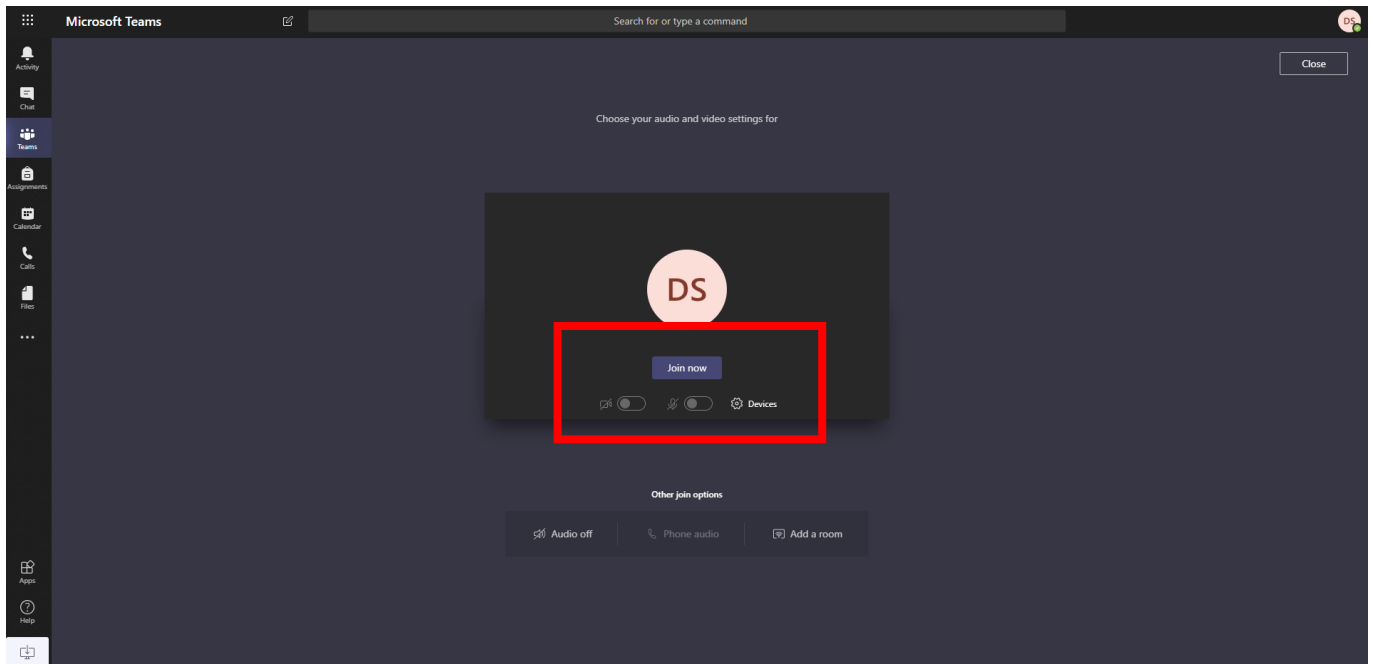 Microsoft Teams
Search for or type a command
DS
Activity
Chat
Teams
Assignments
Calendar
Calls
Files
Close
Choose your audio and video settings for
DS
Join now
Devices
Other join options
Audio off
Phone audio
Add a room
Apps
Help